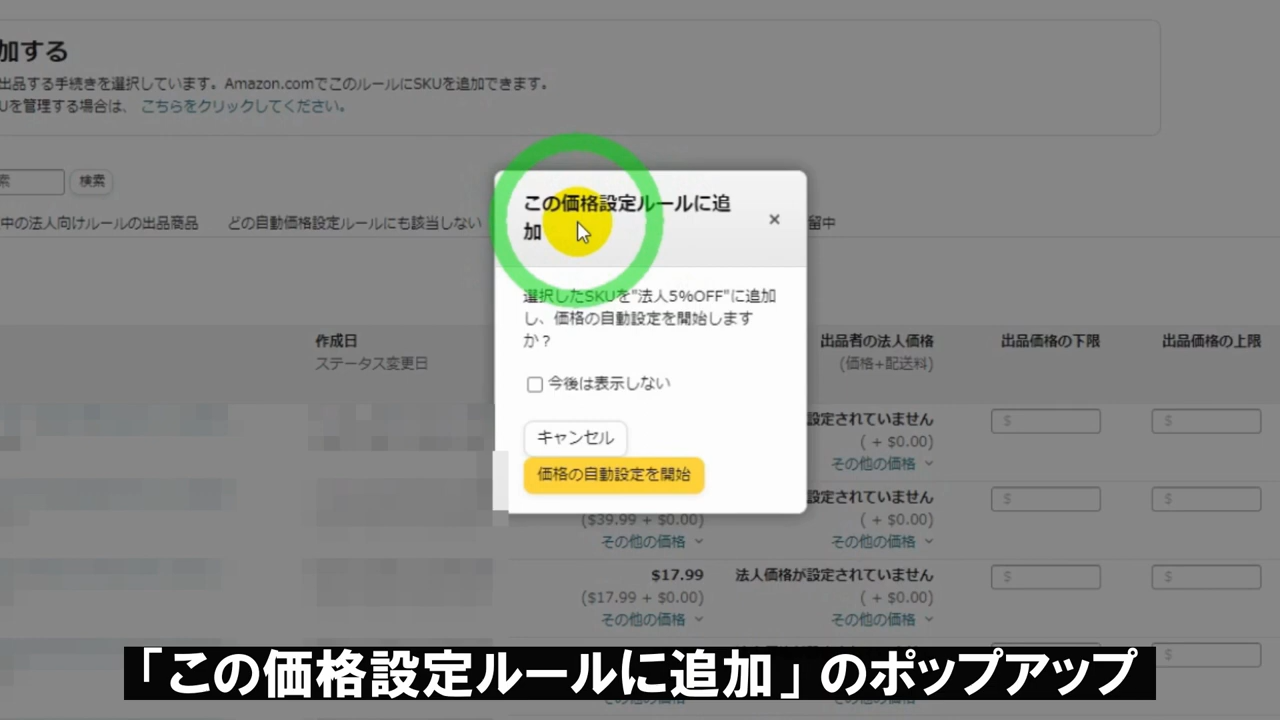 加する
出品する手続きを選択しています。Amazon.comでこのルールにSKUを追加できます。
Uを管理する場合は、 こちらをクリックしてください。
索
検索
中の法人向けルールの出品商品
どの自動価格設定ルールにも該当しない
留中
この価格設定ルールに追
加
×
選択したSKUを"法人5%OFF"に追加
し、価格の自動設定を開始します
か？
今後は表示しない
キャンセル
価格の自動設定を開始
作成日
ステータス変更日
出品者の法人価格
(価格+配送料)
出品価格の下限
出品価格の上限
設定されていません
( + $0.00)
その他の価格
$
$
設定されていません
($39.99 + $0.00)
( + $0.00)
その他の価格
その他の価格
$
$
$17.99
法人価格が設定されていません
($17.99 + $0.00)
( + $0.00)
その他の価格
その他の価格
$
$
$
「この価格設定ルールに追加」のポップアップ